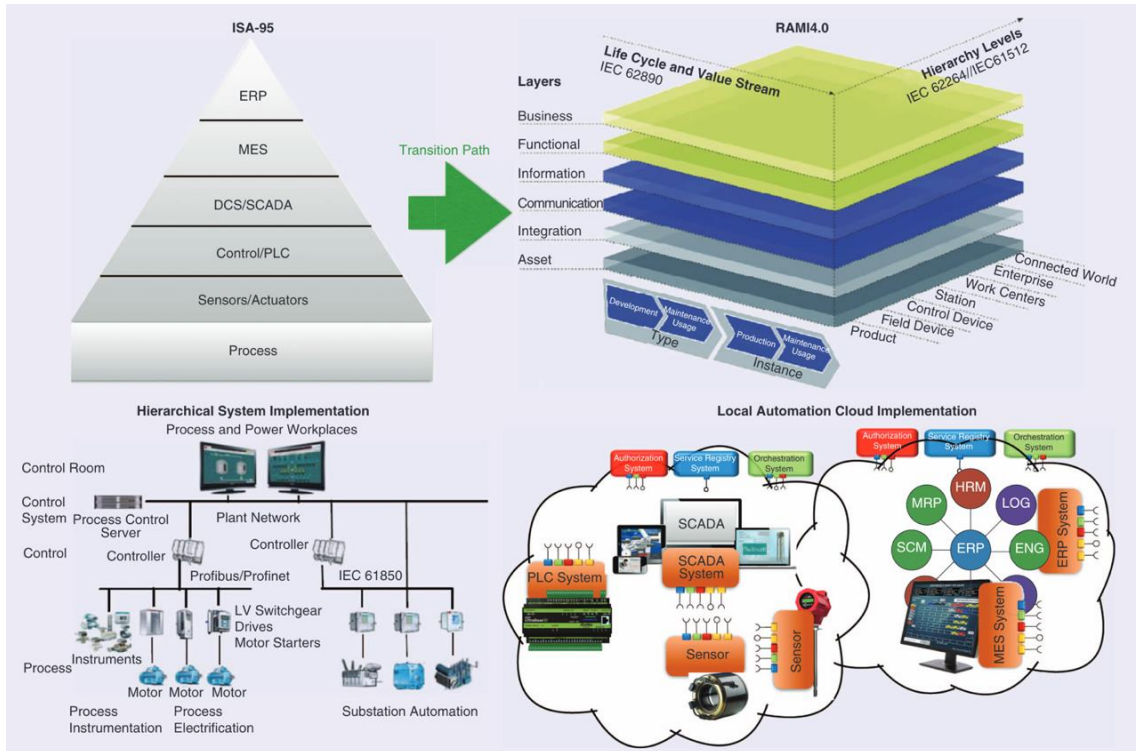 ISA-95
ERP
MES
DCS/SCADA
Control/PLC
Sensors/Actuators
Process
Transition Path
RAMI4.0
Life Cycle and Value Stream
IEC 62890
Hierarchy Levels
IEC 62264//IEC61512
Layers
Business
Functional
Information
Communication
Integration
Asset
Development
Maintenance
Usage
Type
Production
Maintenance
Usage
Instance
Connected World
Enterprise
Work Centers
Station
Control Device
Field Device
Product
Hierarchical System Implementation
Process and Power Workplaces
Control Room
Control
System
Process Control
Server
Plant Network
Control
Controller
Controller
Profibus/Profinet
IEC 61850
LV Switchgear
Drives
Motor Starters
Instruments
Process
Motor
Motor
Motor
Process
Instrumentation
Process
Electrification
Substation Automation
Local Automation Cloud Implementation
Authorization
System
Service Registry
System
Orchestration
System
SCADA
SCADA
System
PLC System
Sensor
Sensor
Authorization
System
Service Registry
System
Orchestration
System
HRM
MRP
LOG
SCM
ERP
ENG
ERP System
MES System